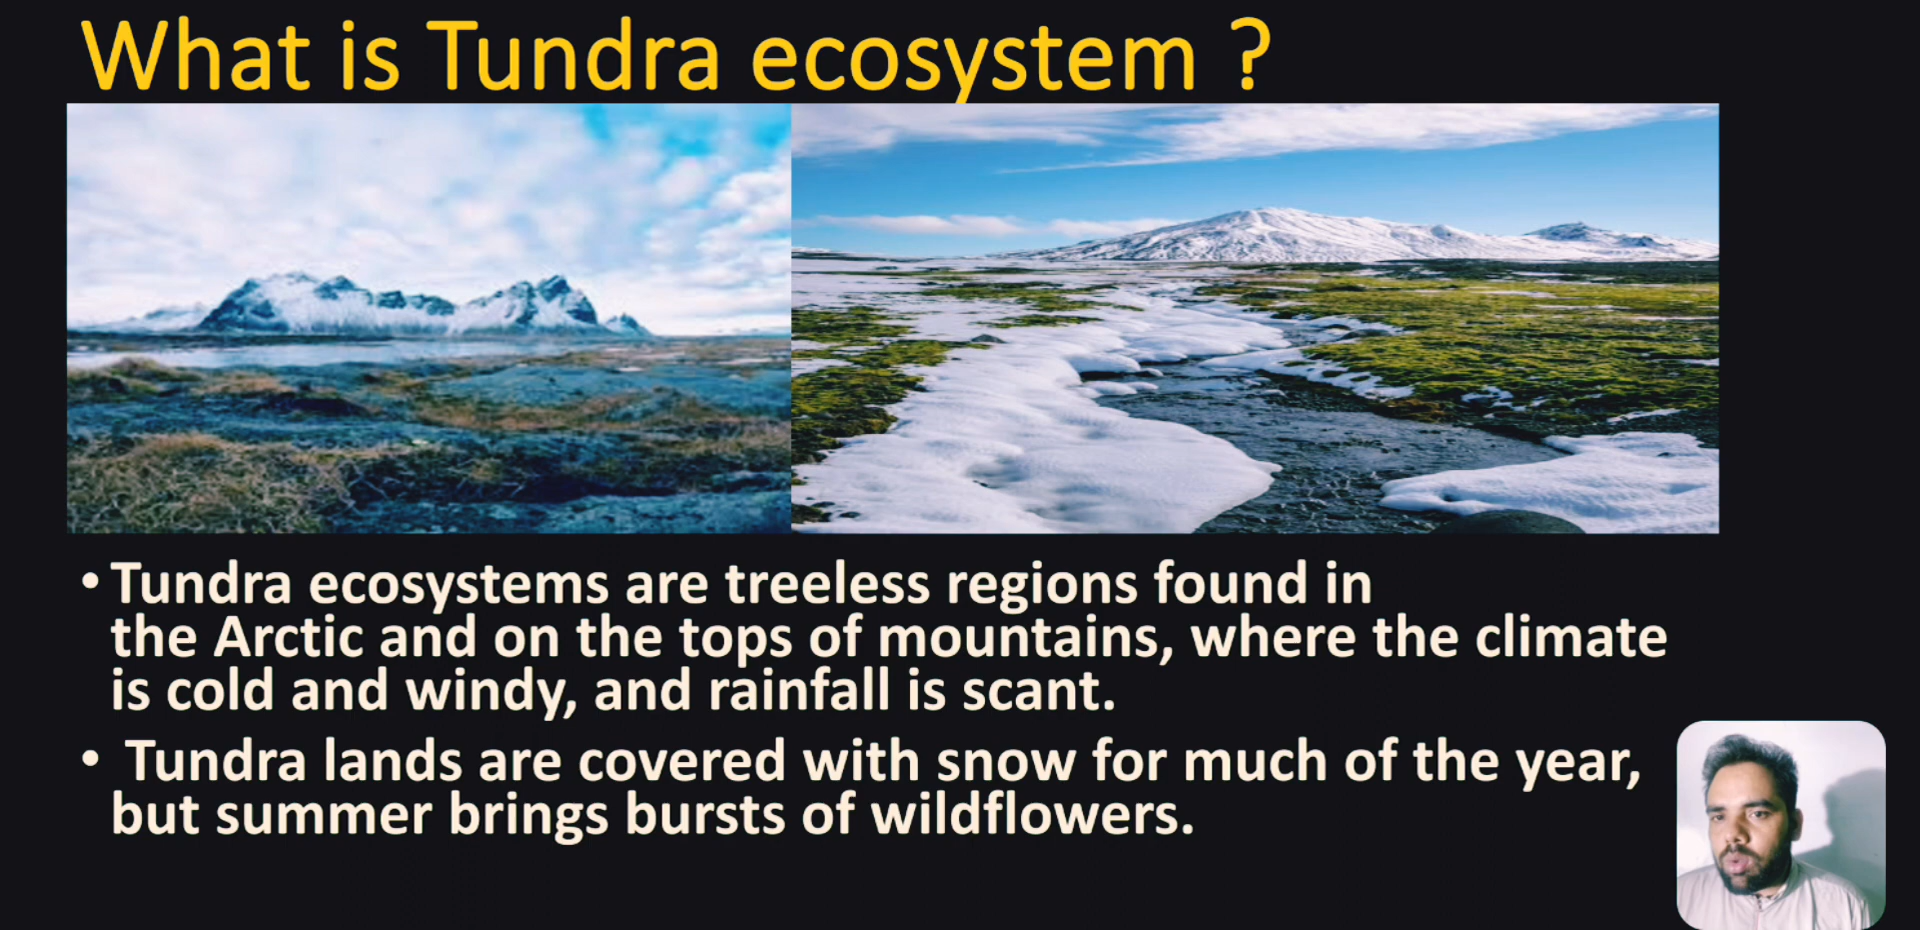 What is Tundra ecosystem ?
• Tundra ecosystems are treeless regions found in
the Arctic and on the tops of mountains, where the climate
is cold and windy, and rainfall is scant.
• Tundra lands are covered with snow for much of the year,
but summer brings bursts of wildflowers.